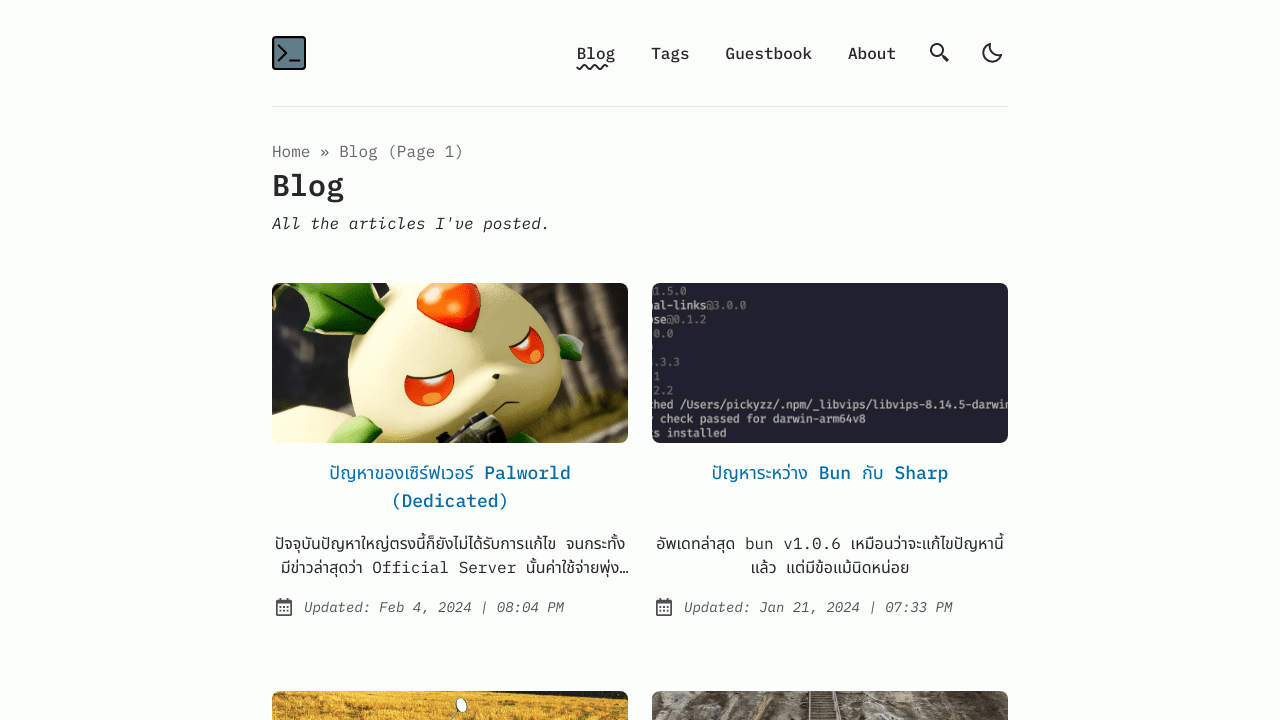 >_
Blog Tags Guestbook About
Home » Blog (Page 1)
Blog
All the articles I've posted.
1.5.0
al-links@3.0.0
se@0.1.2
0.0
.3.3
1
2.2
ched /Users/pickyzz/.npm/_libvips/libvips-8.14.5-darwin
y check passed for darwin-arm64v8
s installed
ปัญหาของเซิร์ฟเวอร์ Palworld
(Dedicated)
ปัจจุบันปัญหาใหญ่ตรงนี้ก็ยังไม่ได้รับการแก้ไข จนกระทั่ง
มีข่าวล่าสุดว่า Official Server นั้นค่าใช้จ่ายพุ่ง…
Updated: Feb 4, 2024 | 08:04 PM
ปัญหาระหว่าง Bun กับ Sharp
อัพเดทล่าสุด bun v1.0.6 เหมือนว่าจะแก้ไขปัญหานี้
แล้ว แต่มีข้อแม้นิดหน่อย
Updated: Jan 21, 2024 | 07:33 PM